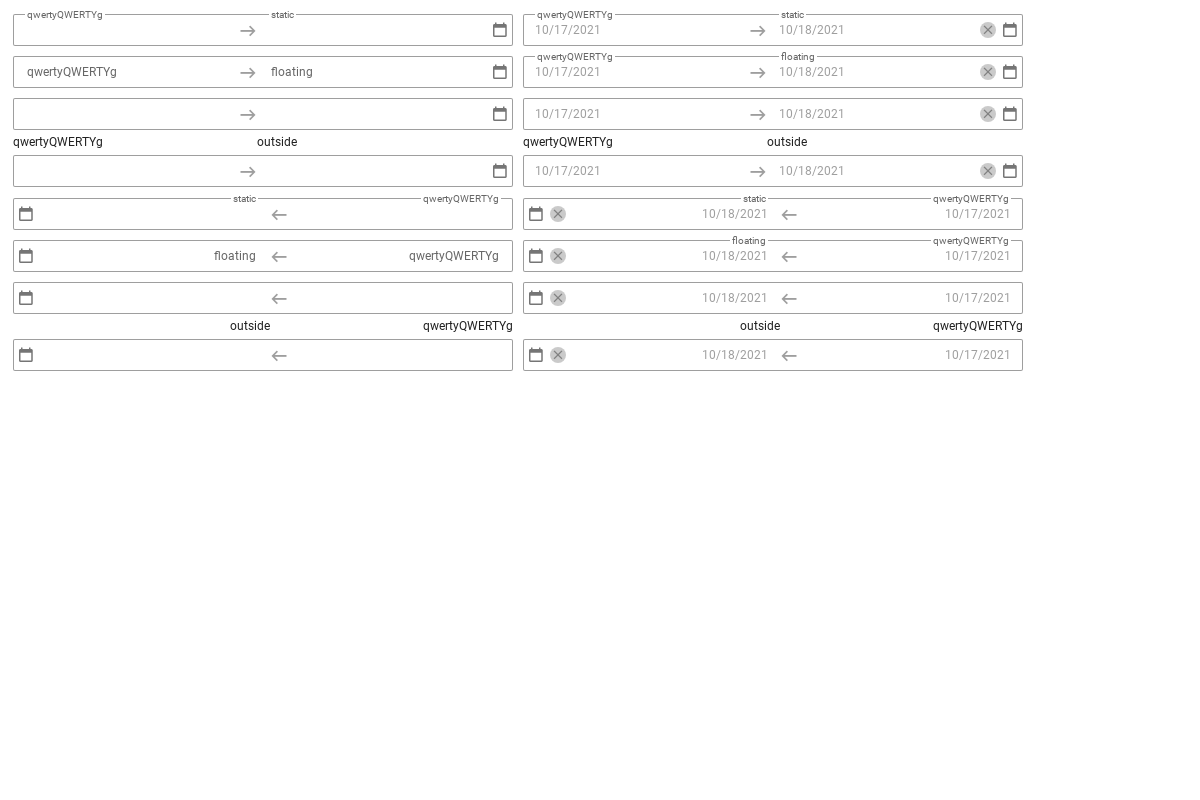 qwertyQWERTYg static qwertyQWERTYg static
10/17/2021 10/18/2021
qwertyQWERTYg floating
qwertyQWERTYg floating 10/17/2021 10/18/2021
10/17/2021 10/18/2021
qwertyQWERTYg outside qwertyQWERTYg outside
10/17/2021 10/18/2021
static qwertyQWERTYg static qwertyQWERTYg
10/18/2021 10/17/2021
floating qwertyQWERTYg
floating qwertyQWERTYg 10/18/2021 10/17/2021
10/18/2021 10/17/2021
outside qwertyQWERTYg outside qwertyQWERTYg
10/18/2021 10/17/2021